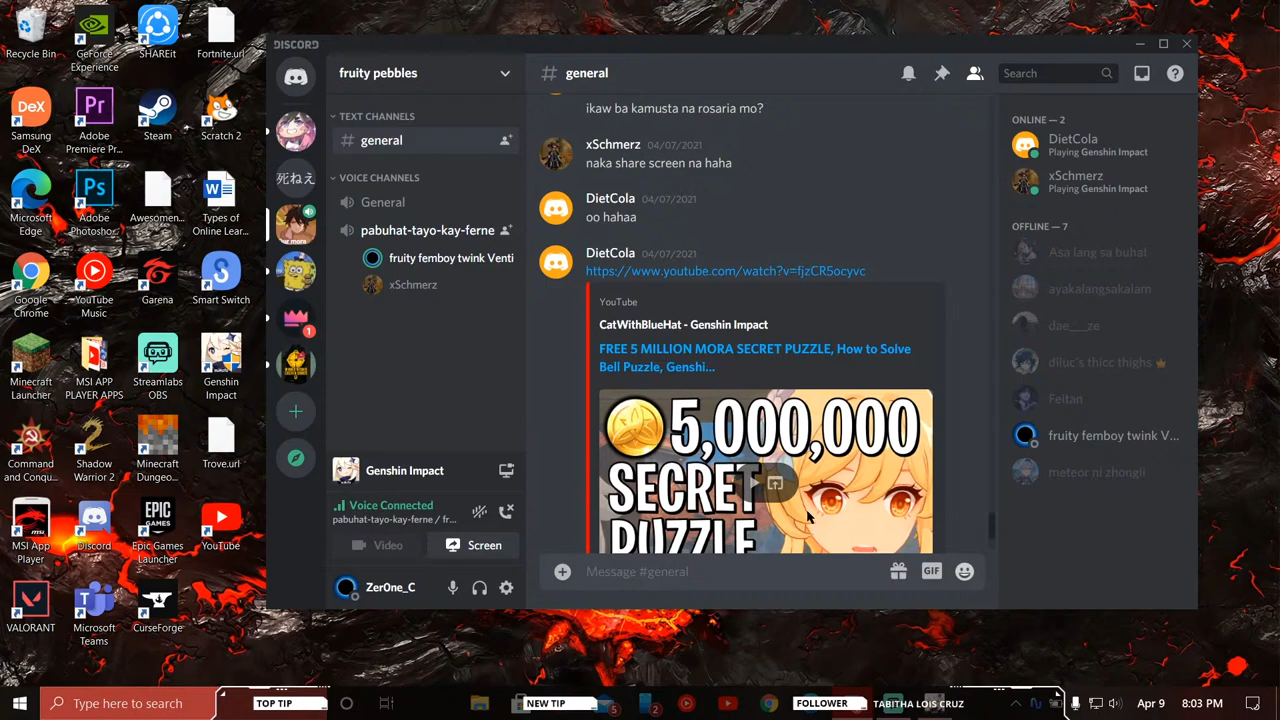 Recycle Bin
GeForce
Experience
SHAREit
Fortnite.url
Samsung
DeX
Adobe
Premiere Pr...
Steam
Scratch 2
Microsoft
Edge
Adobe
Photosho...
Awesomen...
Types of
Online Lear...
Google
Chrome
YouTube
Music
Garena
Smart Switch
Minecraft
Launcher
MSI APP
PLAYER APPS
Streamlabs
OBS
Genshin
Impact
Command
and Conqu...
Shadow
Warrior 2
Minecraft
Dungeo...
Trove.url
MSI App
Player
Discord
Epic Games
Launcher
YouTube
VALORANT
Microsoft
Teams
CurseForge
DISCORD
死ねえ
1
fruity pebbles
TEXT CHANNELS
# general
VOICE CHANNELS
General
pabuhat-tayo-kay-ferne
fruity femboy twink Venti
xSchmerz
Genshin Impact
Voice Connected
pabuhat-tayo-kay-ferne / fr...
Video
Screen
ZerOne_C
# general
Search
ikaw ba kamusta na rosaria mo?
xSchmerz 04/07/2021
naka share screen na haha
DietCola 04/07/2021
oo hahaa
DietCola 04/07/2021
https://www.youtube.com/watch?v=fjzCR5ocyvc
YouTube
CatWithBlueHat - Genshin Impact
FREE 5 MILLION MORA SECRET PUZZLE, How to Solve
Bell Puzzle, Genshi...
5,000,000
SECRET
PUZZLE
Message #general
GIF
ONLINE — 2
DietCola
Playing Genshin Impact
xSchmerz
Playing Genshin Impact
OFFLINE — 7
Asa lang sa buhai
ayakalangsakalam
dae___ze
diluc's thicc thighs
Feitan
fruity femboy twink V...
meteor ni zhongli
Type here to search
TOP TIP
NEW TIP
5
2
FOLLOWER
TABITHA LOIS CRUZ
8:03 PM
Apr 9